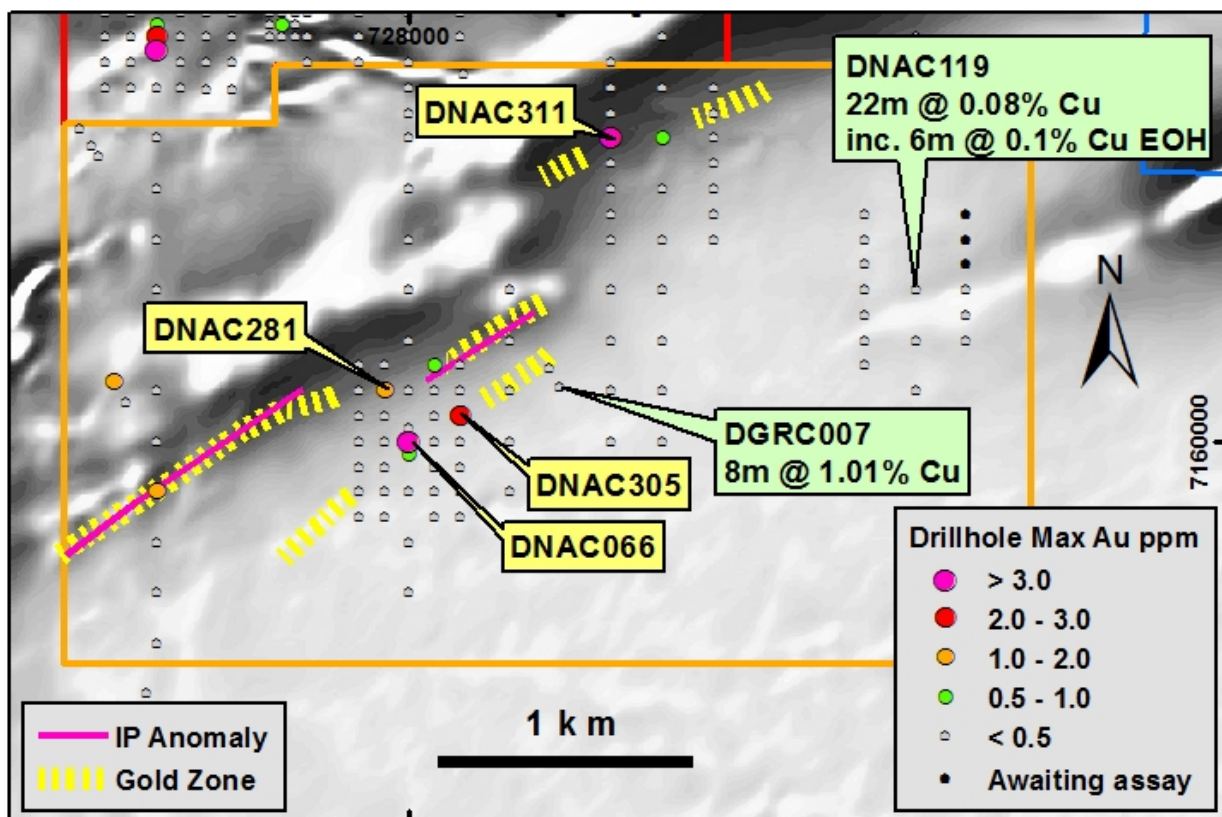 728000
DNAC119
22m @ 0.08% Cu
inc. 6m @ 0.1% Cu EOH
DNAC311
N
DNAC281
DGRC007
8m @ 1.01% Cu
7160000
DNAC305
DNAC066
Drillhole Max Au ppm
> 3.0
2.0 - 3.0
1.0 - 2.0
0.5 - 1.0
< 0.5
Awaiting assay
IP Anomaly
Gold Zone
1 km